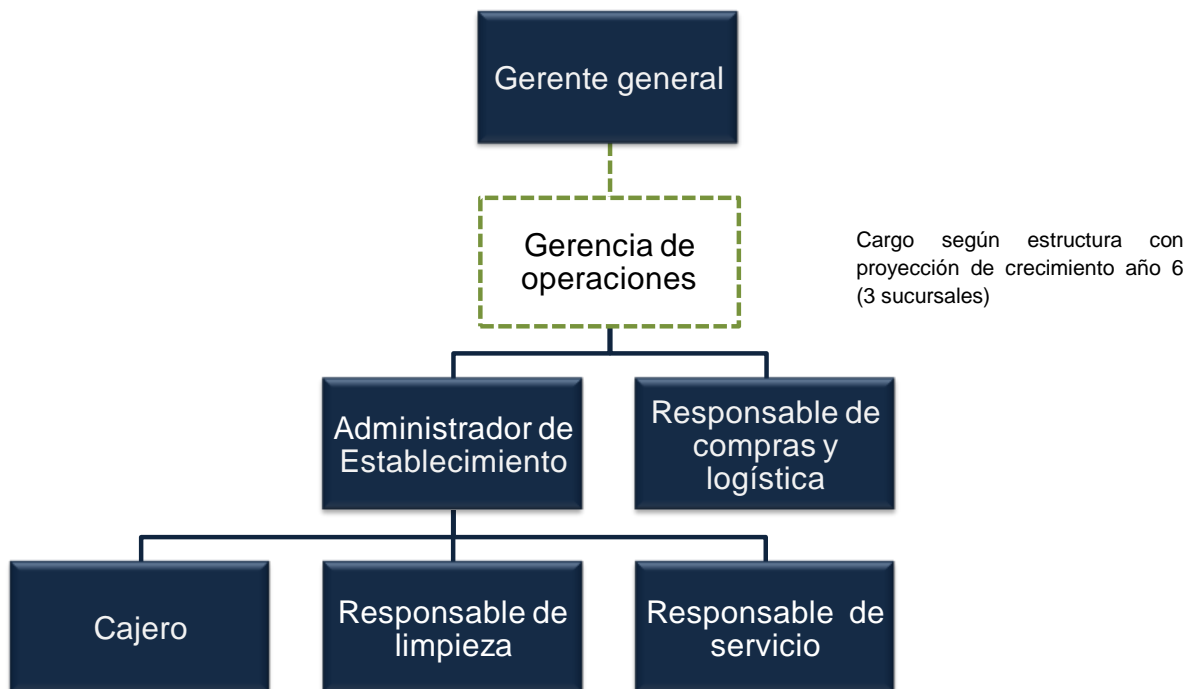 Gerente general
Gerencia de
operaciones
Cargo según estructura con
proyección de crecimiento año 6
(3 sucursales)
Administrador de
Establecimiento
Responsable de
compras y
logística
Cajero
Responsable de
limpieza
Responsable de
servicio